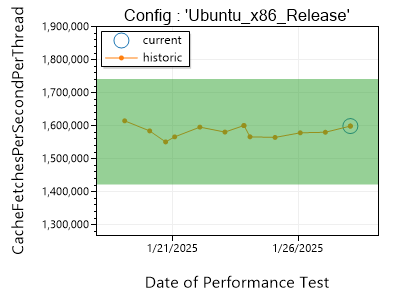 Config : 'Ubuntu_x86_Release'
CacheFetchesPerSecondPerThread
1,900,000
1,800,000
1,700,000
1,600,000
1,500,000
1,400,000
1,300,000
current
historic
1/21/2025
1/26/2025
Date of Performance Test